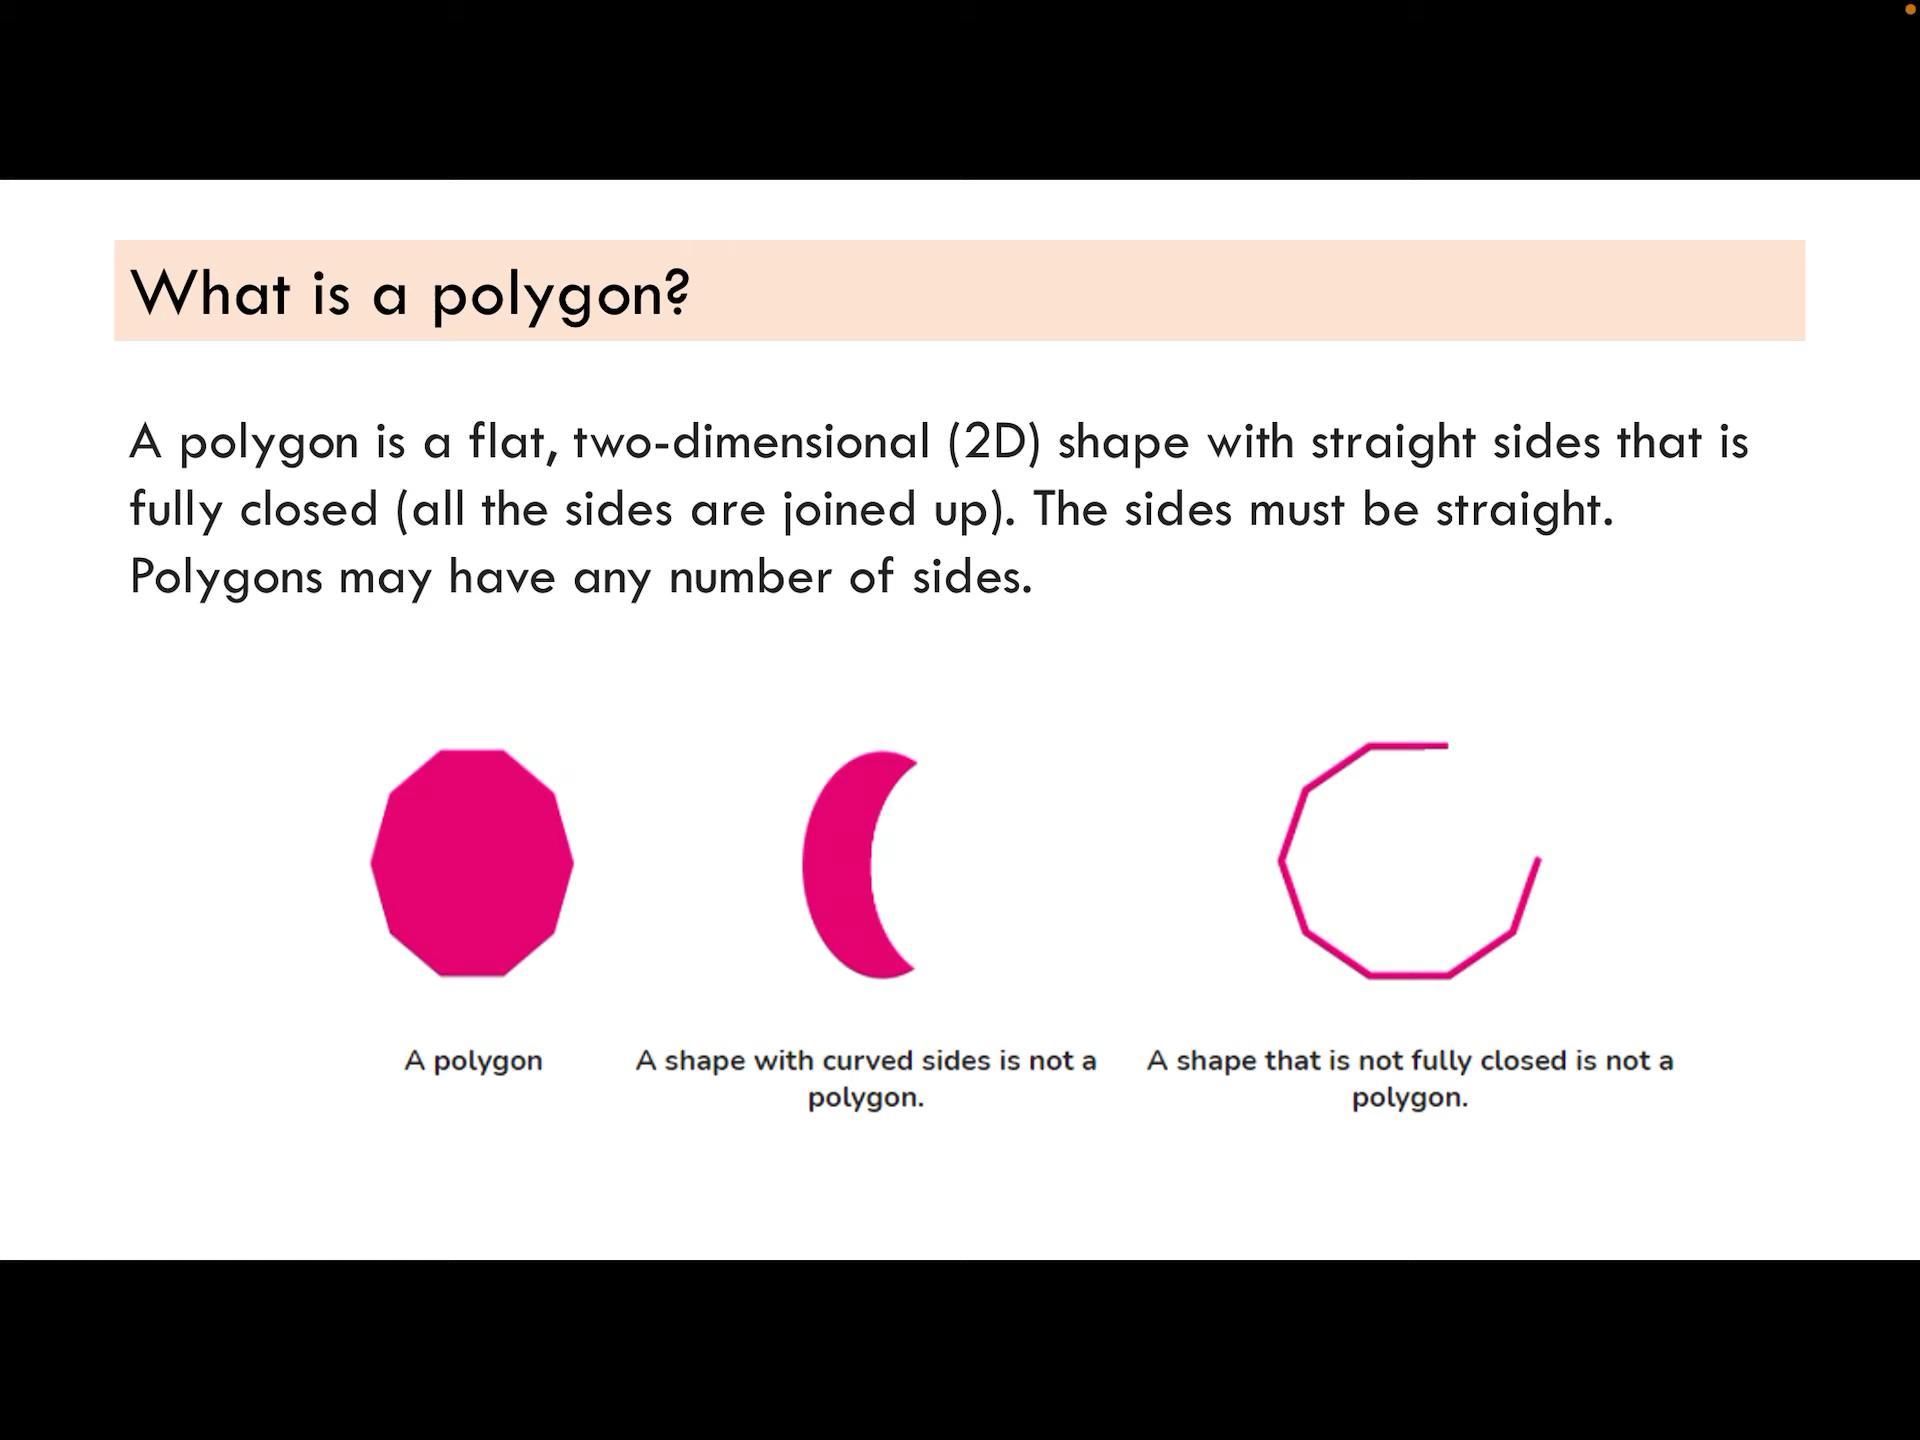 What is a polygon?
A polygon is a flat, two-dimensional (2D) shape with straight sides that is
fully closed (all the sides are joined up). The sides must be straight.
Polygons may have any number of sides.
A polygon
A shape with curved sides is not a
polygon.
A shape that is not fully closed is not a
polygon.